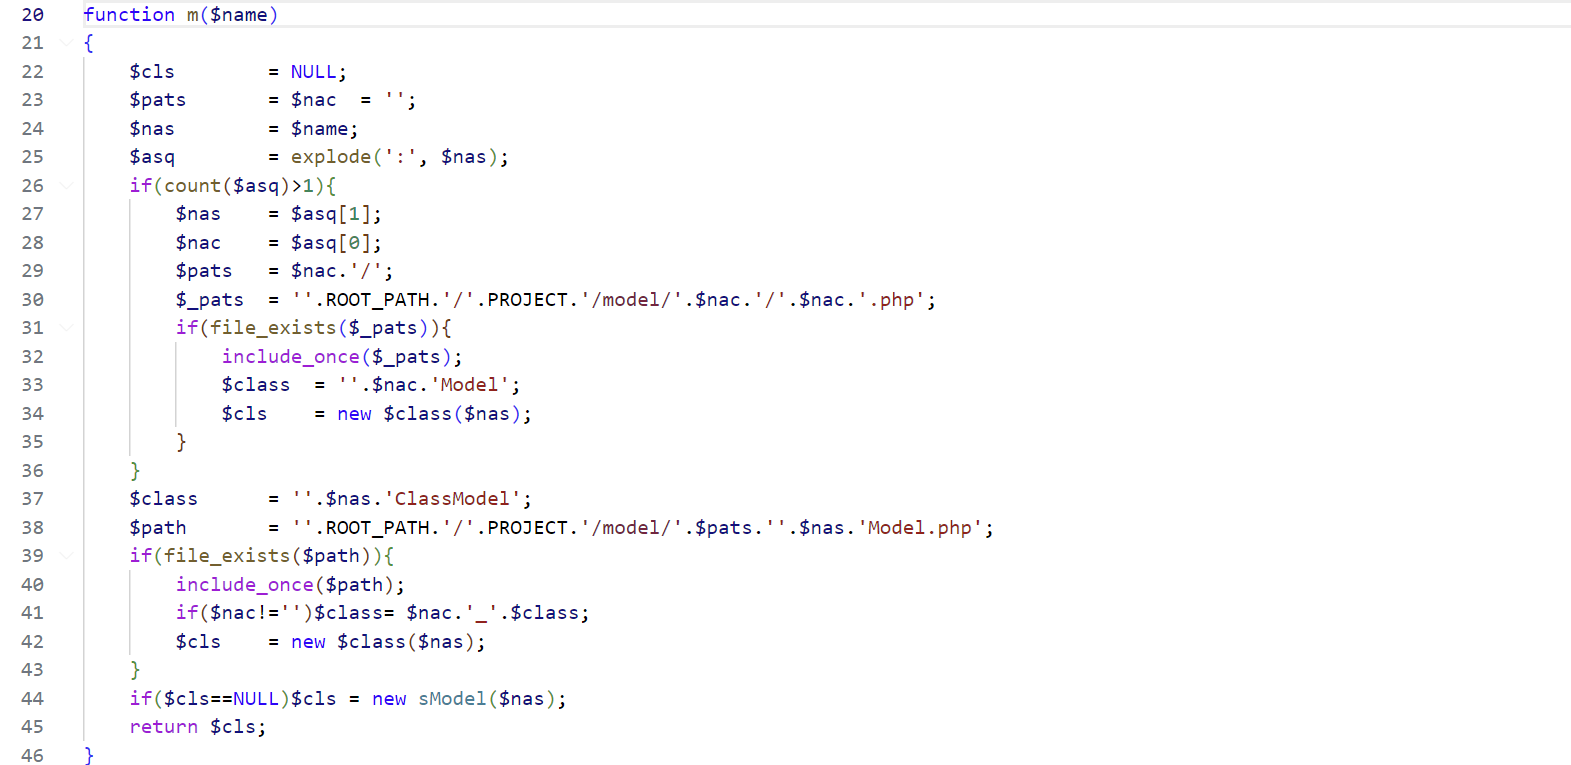 20 function m($name)
21 {
22     $cls        = NULL;
23     $pats       = $nac  = '';
24     $nas        = $name;
25     $asq        = explode(':', $nas);
26     if(count($asq)>1){
27         $nas    = $asq[1];
28         $nac    = $asq[0];
29         $pats   = $nac.'/';
30         $_pats  = ''.ROOT_PATH.'/'.PROJECT.'/model/'.$nac.'/'.$nac.'.php';
31         if(file_exists($_pats)){
32             include_once($_pats);
33             $class  = ''.$nac.'Model';
34             $cls    = new $class($nas);
35         }
36     }
37     $class      = ''.$nas.'ClassModel';
38     $path       = ''.ROOT_PATH.'/'.PROJECT.'/model/'.$pats.''.$nas.'Model.php';
39     if(file_exists($path)){
40         include_once($path);
41         if($nac!='')$class= $nac.'_'.$class;
42         $cls    = new $class($nas);
43     }
44     if($cls==NULL)$cls = new sModel($nas);
45     return $cls;
46 }